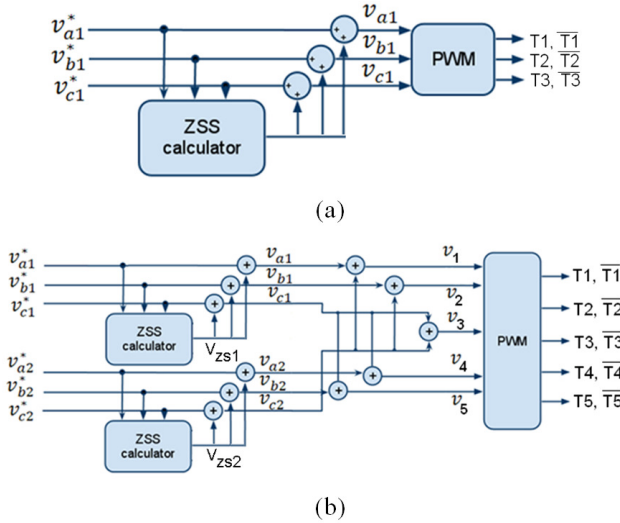 v*a1 va1
v*b1 vb1
v*c1 vc1
PWM
T1, T̅1̅
T2, T̅2̅
T3, T̅3̅
+ + + + + +
ZSS
calculator
(a)
v*a1 + va1 + v1
v*b1 + vb1 + v2
v*c1 + vc1 + v3
ZSS
calculator
Vzs1
v*a2 + va2 + v4
v*b2 + vb2 + v5
v*c2 + vc2
ZSS
calculator
Vzs2
PWM
T1, T̅1̅
T2, T̅2̅
T3, T̅3̅
T4, T̅4̅
T5, T̅5̅
(b)